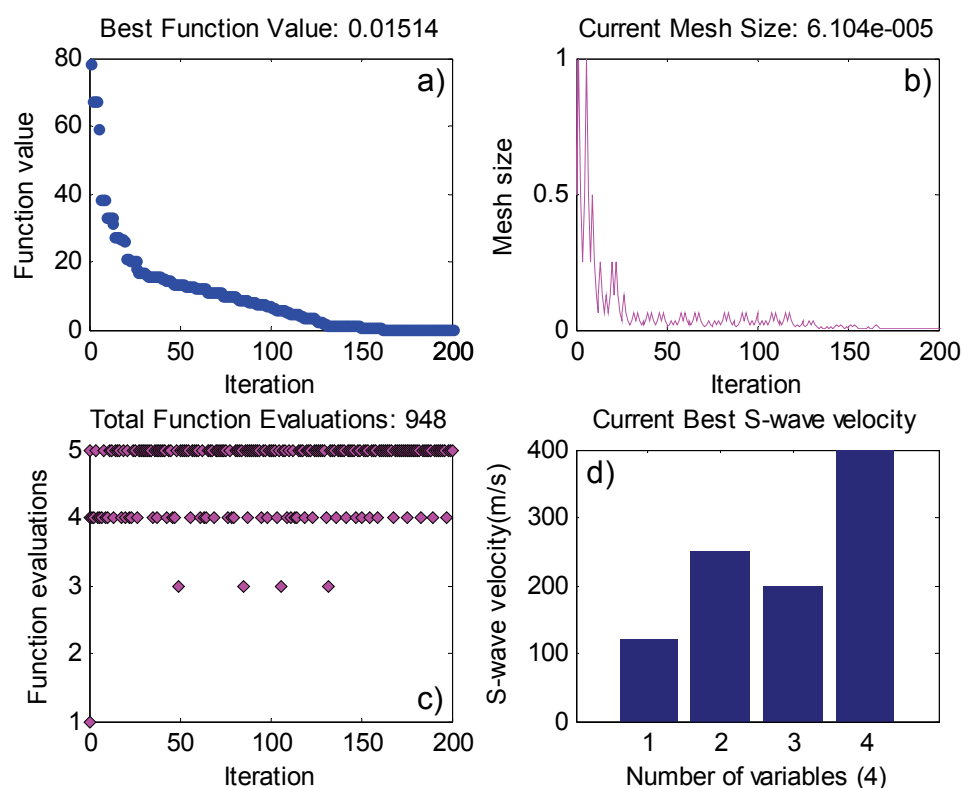 Best Function Value: 0.01514
a)
Function value
80
60
40
20
0
0 50 100 150 200
Iteration
Current Mesh Size: 6.104e-005
b)
Mesh size
1
0.5
0
0 50 100 150 200
Iteration
Total Function Evaluations: 948
c)
Function evaluations
5
4
3
2
1
0 50 100 150 200
Iteration
Current Best S-wave velocity
d)
S-wave velocity(m/s)
400
300
200
100
0
1 2 3 4
Number of variables (4)